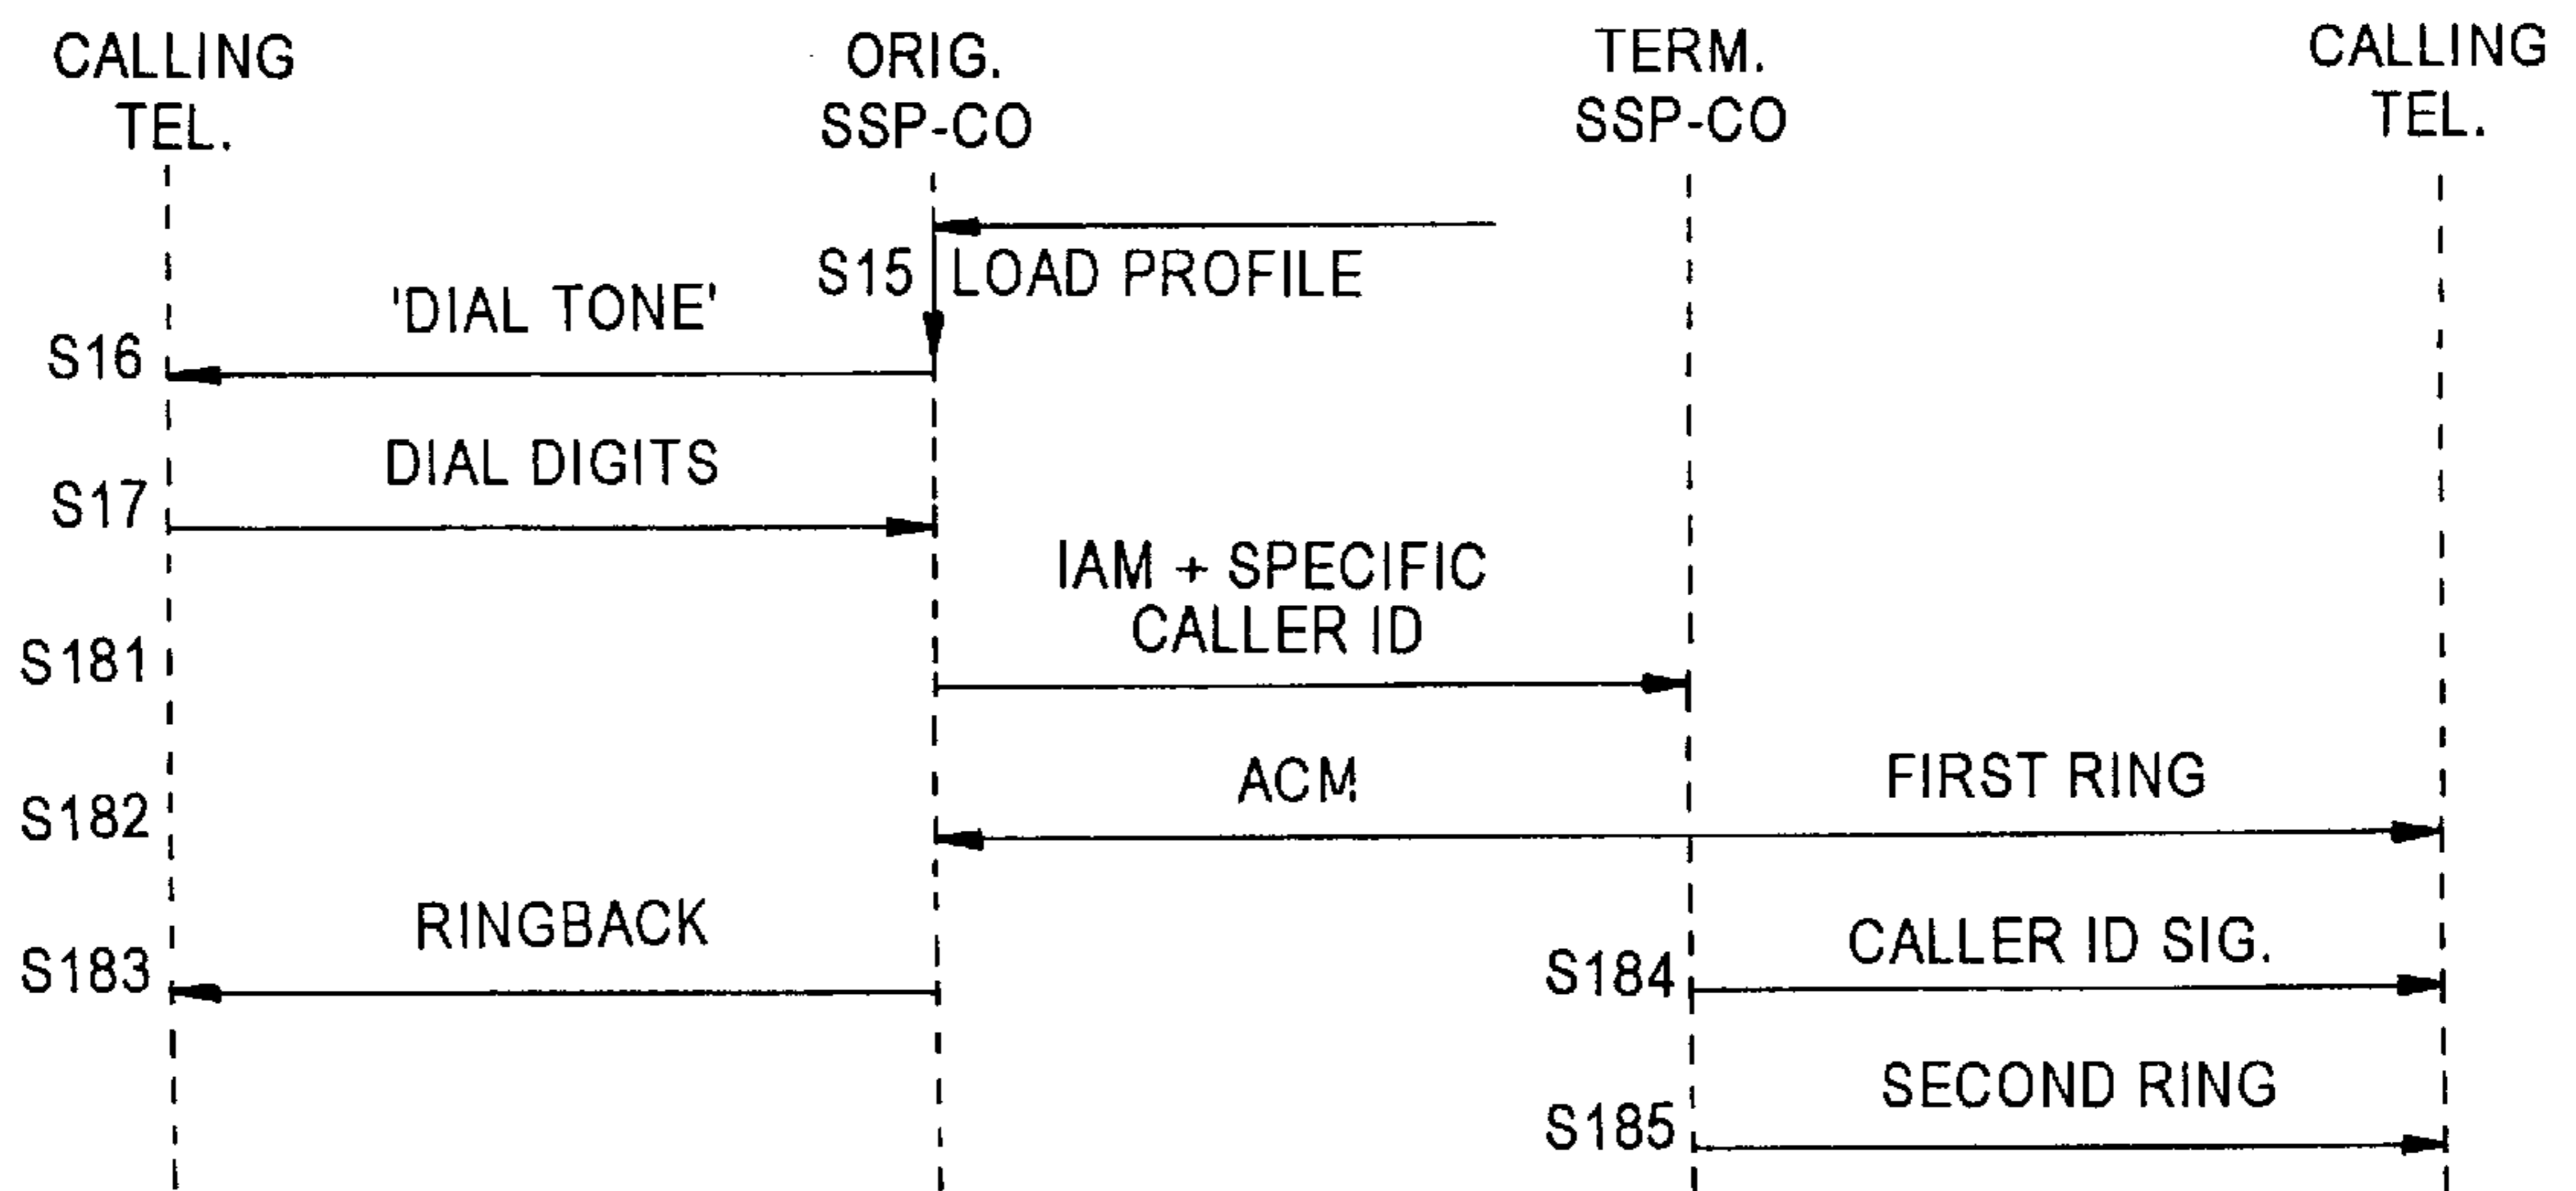 CALLING
TEL.
ORIG.
SSP-CO
TERM.
SSP-CO
CALLING
TEL.
S15 LOAD PROFILE
'DIAL TONE'
S16
DIAL DIGITS
S17
IAM + SPECIFIC
CALLER ID
S181
ACM
FIRST RING
S182
RINGBACK
S183
CALLER ID SIG.
S184
SECOND RING
S185